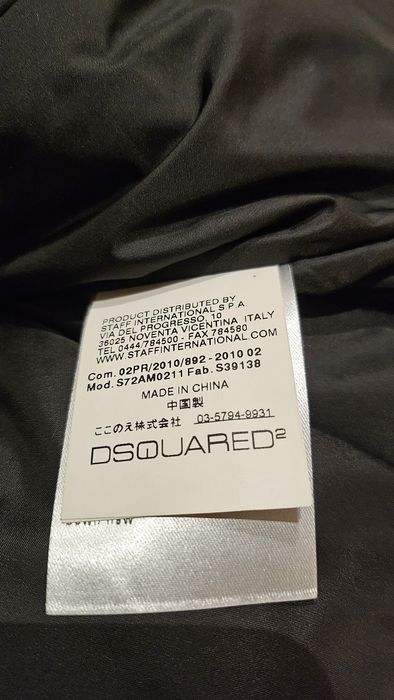 PRODUCT DISTRIBUTED BY
STAFF INTERNATIONAL S.P.A
VIA DEL PROGRESSO, 10
36025 NOVENTA VICENTINA ITALY
TEL 0444/784500 - FAX 784580
WWW.STAFFINTERNATIONAL.COM
Com. 02PR/2010/892 - 2010 02
Mod. S72AM0211 Fab. S39138
MADE IN CHINA
中国製
ここのえ株式会社 03-5794-9931
DSQUARED2